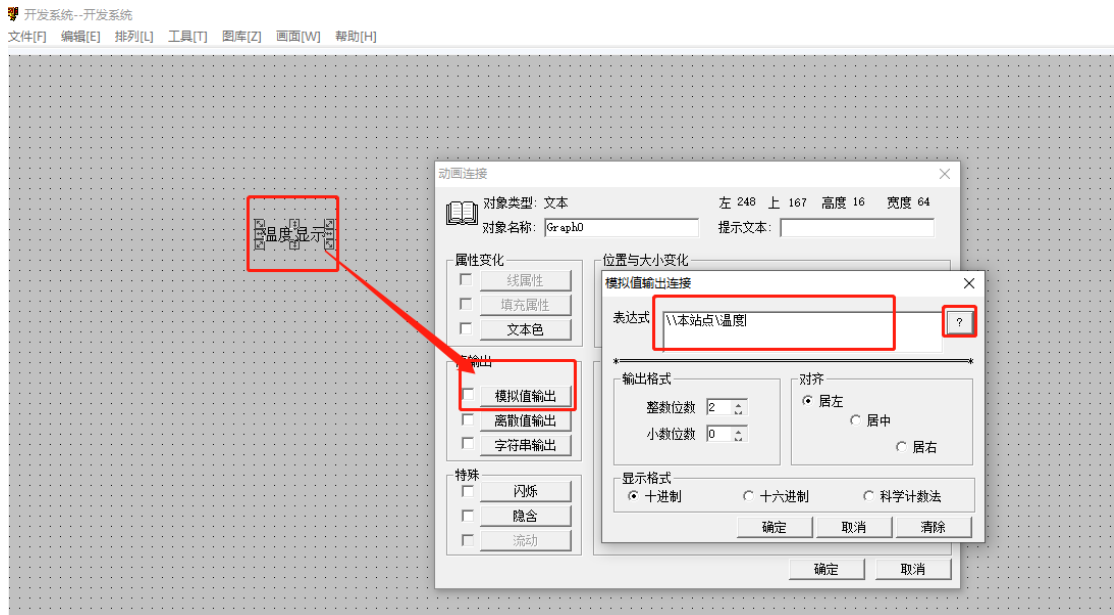 开发系统--开发系统
文件[F] 编辑[E] 排列[L] 工具[T] 图库[Z] 画面[W] 帮助[H]
温度显示
动画连接
对象类型: 文本 左 248 上 167 高度 16 宽度 64
对象名称: Graph0 提示文本:
属性变化 位置与大小变化
线属性
填充属性
文本色
值输出
模拟值输出
离散值输出
字符串输出
特殊
闪烁
隐含
流动
确定 取消
模拟值输出连接
表达式 \\本站点\温度 ?
输出格式 对齐
整数位数 2 居左
居中
小数位数 0
居右
显示格式
十进制 十六进制 科学计数法
确定 取消 清除